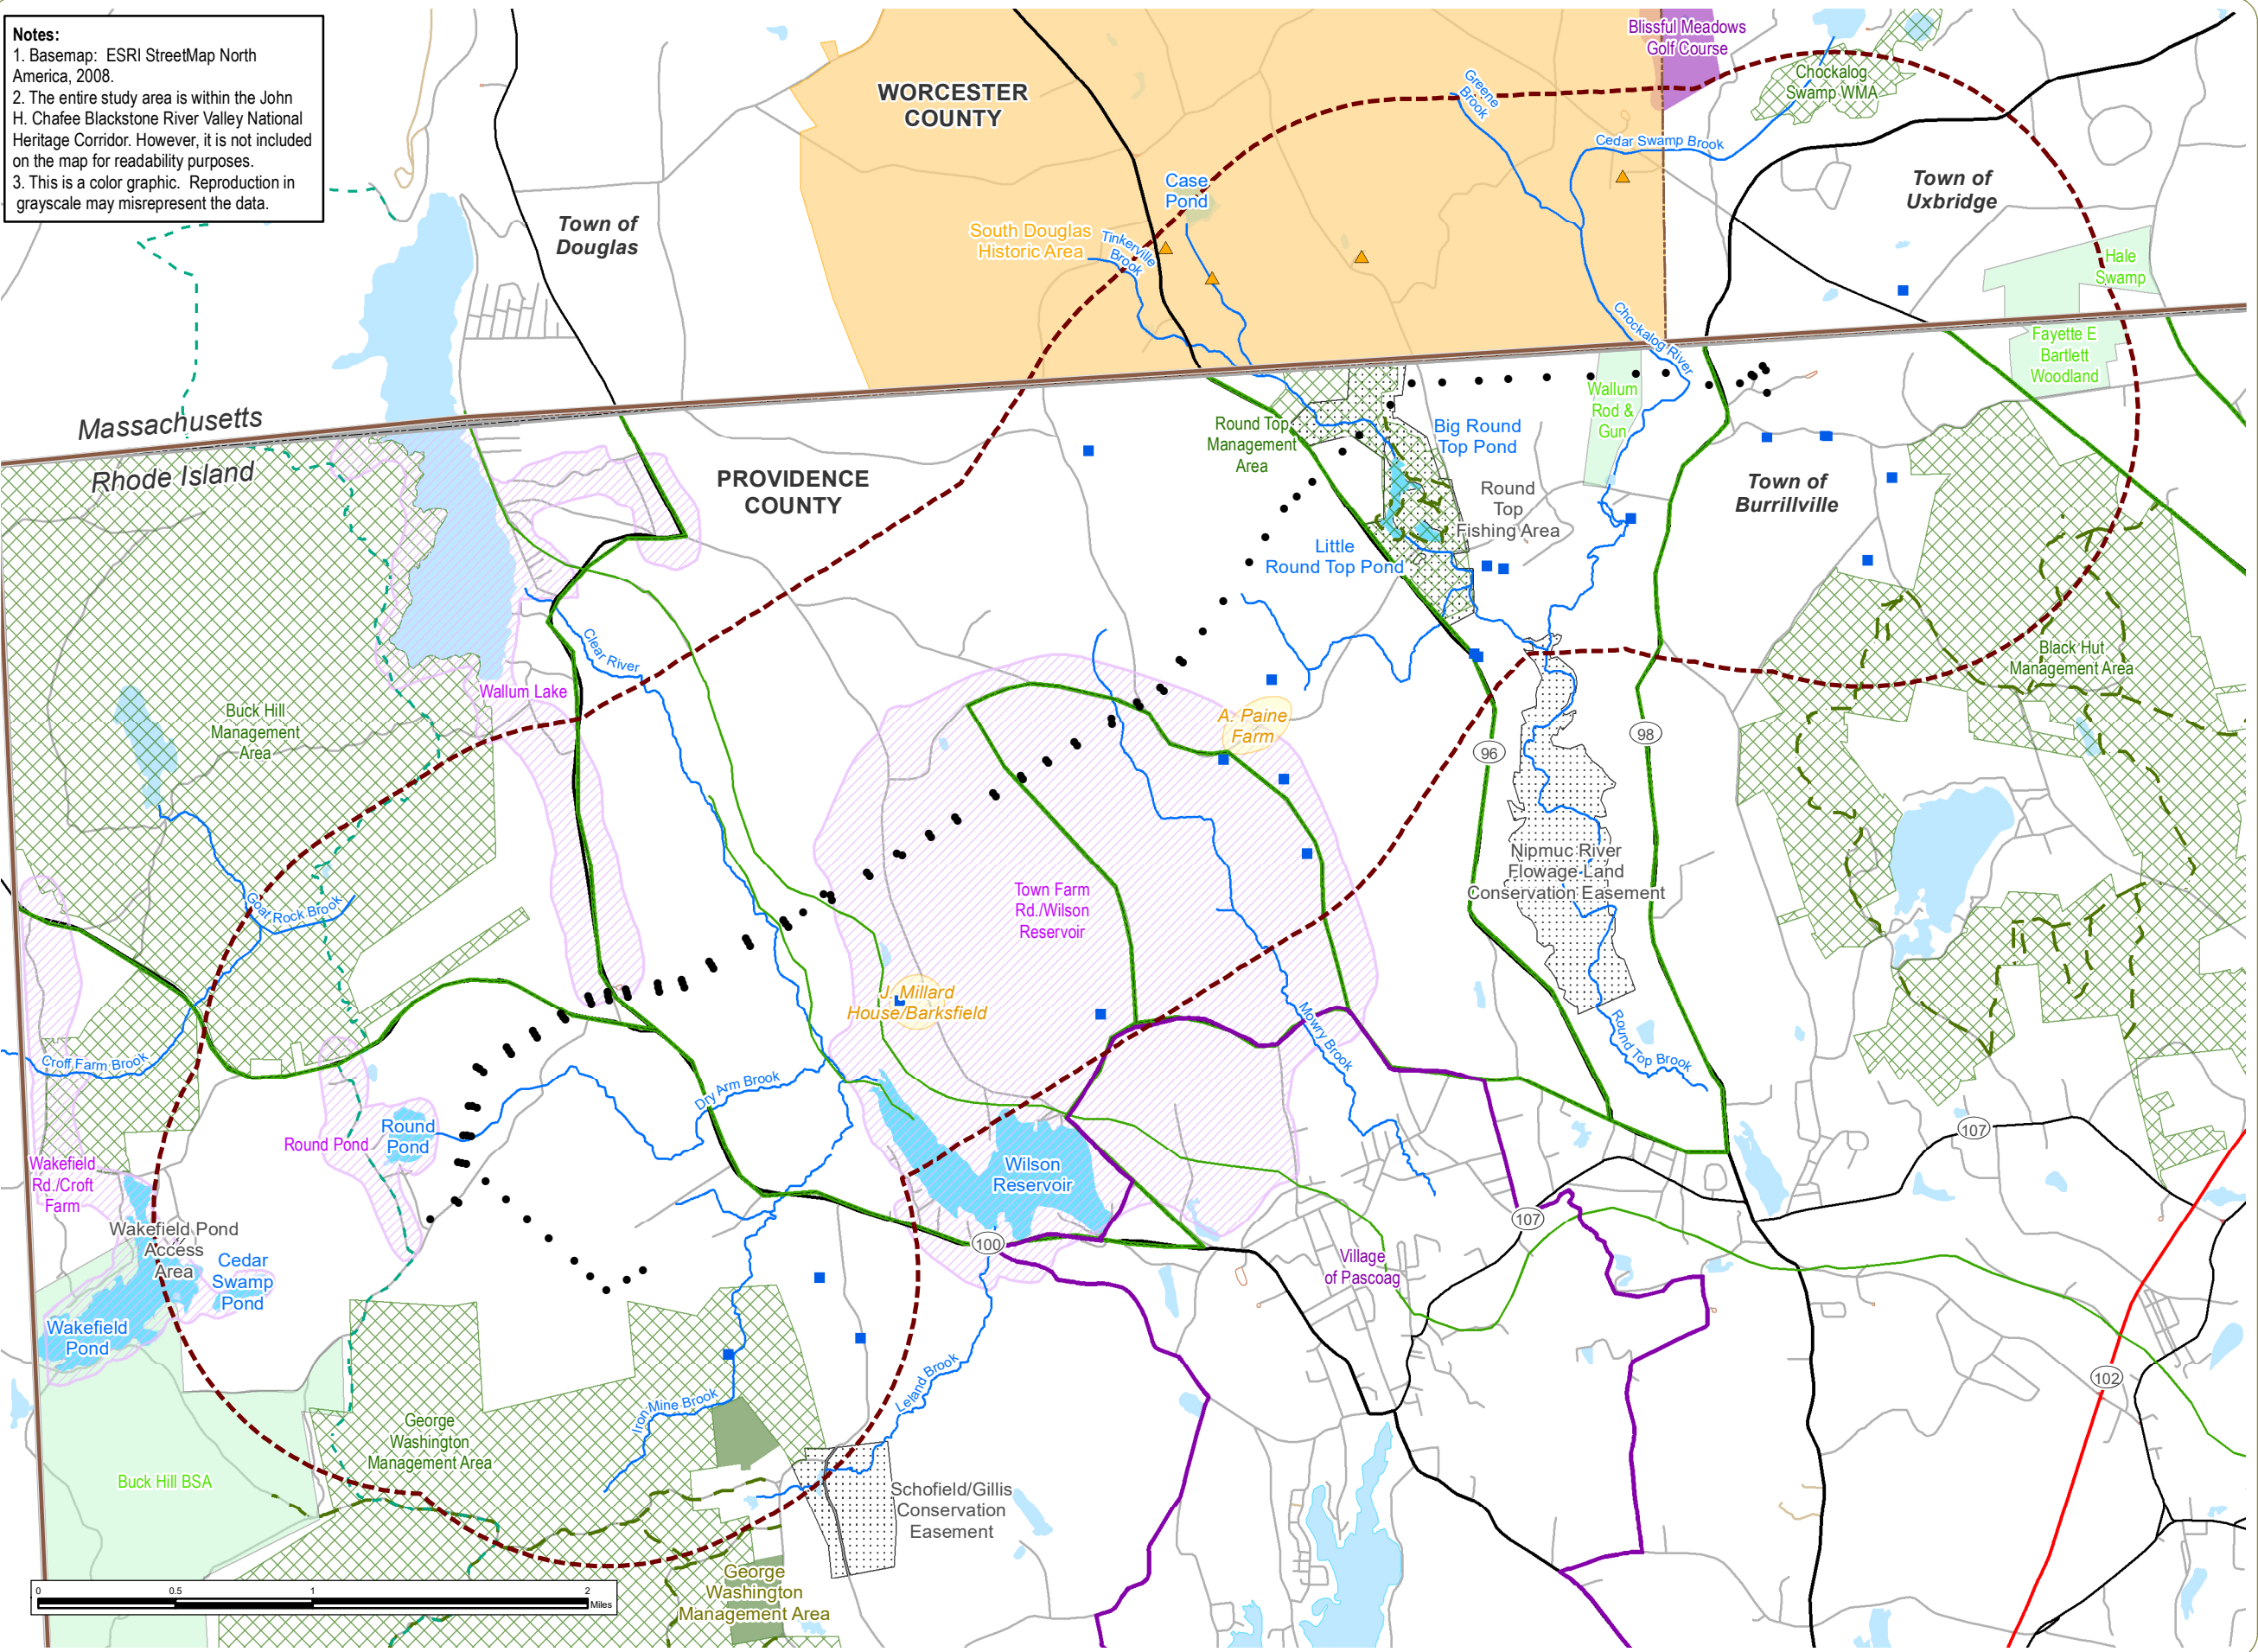 Notes:
1. Basemap: ESRI StreetMap North
America, 2008.
2. The entire study area is within the John
H. Chafee Blackstone River Valley National
Heritage Corridor. However, it is not included
on the map for readability purposes.
3. This is a color graphic. Reproduction in
grayscale may misrepresent the data.
Blissful Meadows
Golf Course
WORCESTER
COUNTY
Greene
Brook
Chockalog
Swamp WMA
Cedar Swamp Brook
Case
Pond
Town of
Uxbridge
Town of
Douglas
South Douglas
Historic Area
Tinkerville
Brook
Hale
Swamp
Chockalog River
Fayette E
Bartlett
Woodland
Wallum
Rod &
Gun
Massachusetts
Rhode Island
Round Top
Management
Area
Big Round
Top Pond
PROVIDENCE
COUNTY
Round
Top
Fishing Area
Town of
Burrillville
Little
Round Top Pond
Clear River
Black Hut
Management Area
Wallum Lake
Buck Hill
Management
Area
A. Paine
Farm
96
98
Nipmuc River
Flowage Land
Conservation Easement
Town Farm
Rd./Wilson
Reservoir
Goat Rock Brook
J. Millard
House/Barksfield
Mowry Brook
Round Top Brook
Croff Farm Brook
Dry Arm Brook
107
Round
Pond
Round Pond
Wakefield
Rd./Croft
Farm
Wilson
Reservoir
Wakefield Pond
Access
Area
107
100
Cedar
Swamp
Pond
Village
of Pascoag
Wakefield
Pond
102
Leland Brook
Iron Mine Brook
George
Washington
Management Area
Buck Hill BSA
Schofield/Gillis
Conservation
Easement
George
Washington
Management Area
0 0.5 1 2
Miles